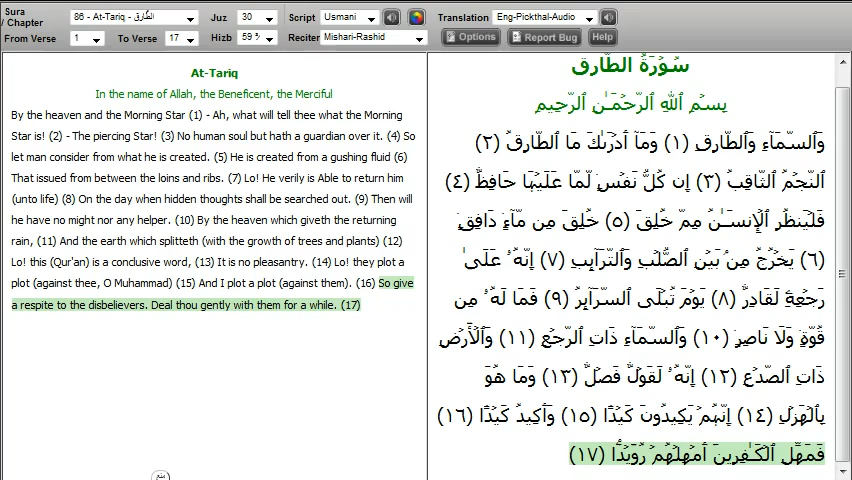 Sura / Chapter 86 - At-Tariq - الطَّارِق Juz 30 Script Usmani Translation Eng-Pickthal-Audio
From Verse 1 To Verse 17 Hizb 59 ¾ Reciter Mishari-Rashid Options Report Bug Help
At-Tariq
In the name of Allah, the Beneficent, the Merciful
By the heaven and the Morning Star (1) - Ah, what will tell thee what the Morning
Star is! (2) - The piercing Star! (3) No human soul but hath a guardian over it. (4) So
let man consider from what he is created. (5) He is created from a gushing fluid (6)
That issued from between the loins and ribs. (7) Lo! He verily is Able to return him
(unto life) (8) On the day when hidden thoughts shall be searched out. (9) Then will
he have no might nor any helper. (10) By the heaven which giveth the returning
rain, (11) And the earth which splitteth (with the growth of trees and plants) (12)
Lo! this (Qur'an) is a conclusive word, (13) It is no pleasantry. (14) Lo! they plot a
plot (against thee, O Muhammad) (15) And I plot a plot (against them). (16) So give
a respite to the disbelievers. Deal thou gently with them for a while. (17)
سُوۡرَةُ الطّارق
بِسۡمِ ٱللهِ ٱلرَّحۡمَـٰنِ ٱلرَّحِيمِ
وَٱلسَّمَآءِ وَٱلطَّارِقِ (١) وَمَآ أَدۡرَٮٰكَ مَا ٱلطَّارِقُ (٢)
ٱلنَّجۡمُ ٱلثَّاقِبُ (٣) إِن كُلُّ نَفۡسٍ۬ لَّمَّا عَلَيۡہَا حَافِظٌ۬ (٤)
فَلۡيَنظُرِ ٱلۡإِنسَـٰنُ مِمَّ خُلِقَ (٥) خُلِقَ مِن مَّآءٍ۬ دَافِقٍ۬
(٦) يَخۡرُجُ مِنۢ بَيۡنِ ٱلصُّلۡبِ وَٱلتَّرَآٮِٕبِ (٧) إِنَّهُ ۥ عَلَىٰ
رَجۡعِهِۦ لَقَادِرٌ۬ (٨) يَوۡمَ تُبۡلَى ٱلسَّرَآٮِٕرُ (٩) فَمَا لَهُ ۥ مِن
قُوَّةٍ۬ وَلَا نَاصِرٍ۬ (١٠) وَٱلسَّمَآءِ ذَاتِ ٱلرَّجۡعِ (١١) وَٱلۡأَرۡضِ
ذَاتِ ٱلصَّدۡعِ (١٢) إِنَّهُ ۥ لَقَوۡلٌ۬ فَصۡلٌ۬ (١٣) وَمَا هُوَ
بِٱلۡهَزۡلِ (١٤) إِنَّہُمۡ يَكِيدُونَ كَيۡدً۬ا (١٥) وَأَكِيدُ كَيۡدً۬ا (١٦)
فَمَهِّلِ ٱلۡكَـٰفِرِينَ أَمۡهِلۡهُمۡ رُوَيۡدَۢا (١٧)